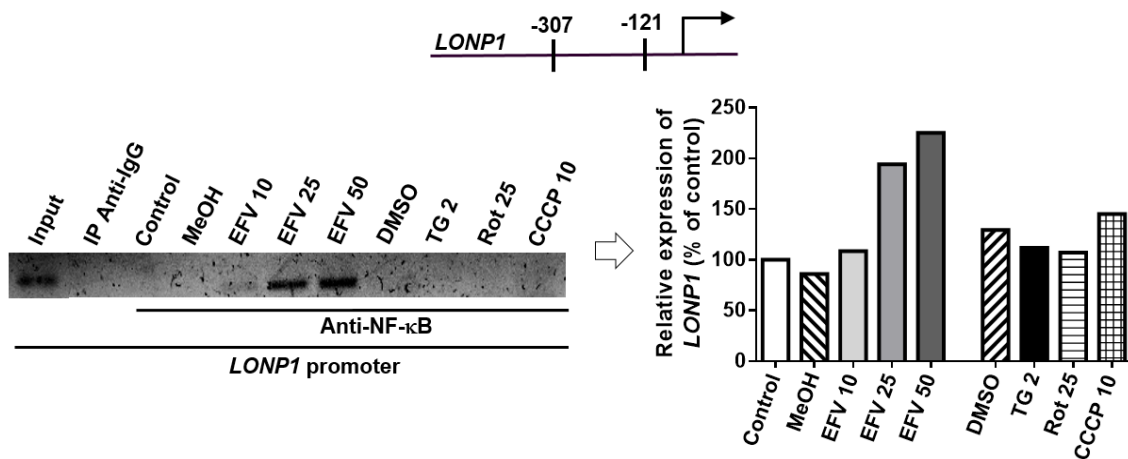 -307 -121
LONP1
Input
IP Anti-IgG
Control
MeOH
EFV 10
EFV 25
EFV 50
DMSO
TG 2
Rot 25
CCCP 10
Anti-NF-κB
LONP1 promoter
Relative expression of
LONP1 (% of control)
250
200
150
100
50
0
Control
MeOH
EFV 10
EFV 25
EFV 50
DMSO
TG 2
Rot 25
CCCP 10